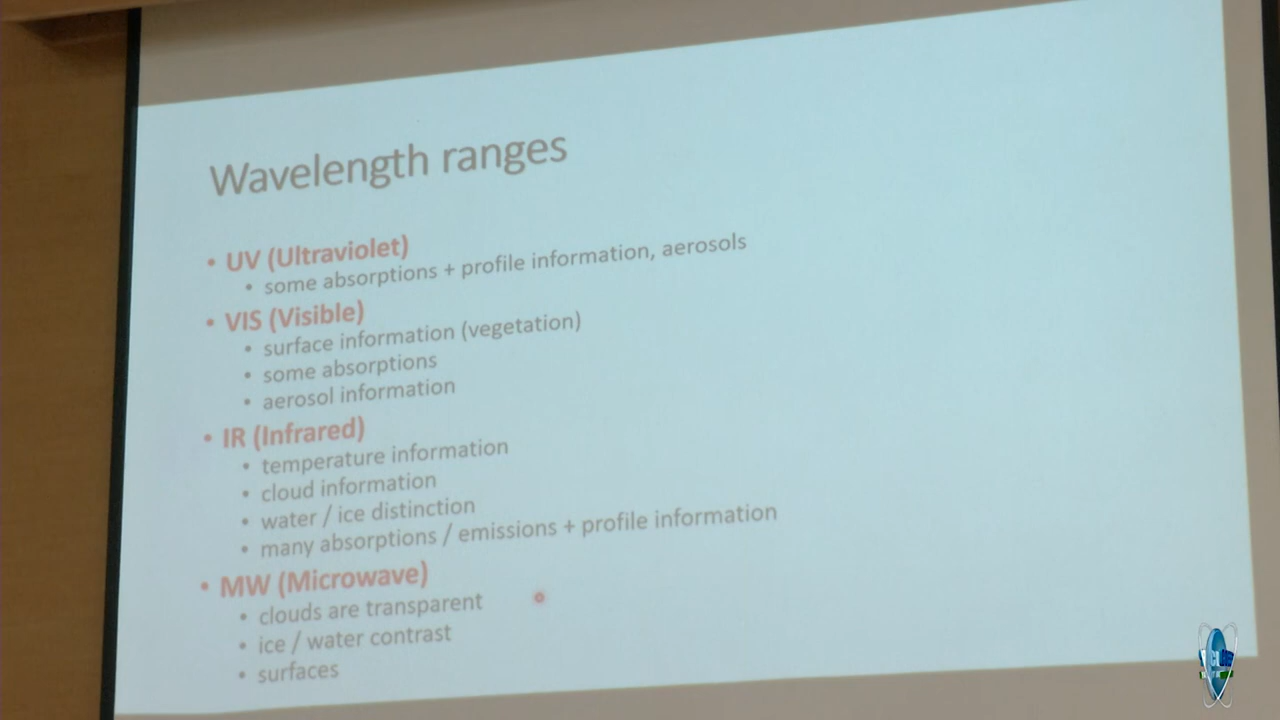 Wavelength ranges
• UV (Ultraviolet)
• some absorptions + profile information, aerosols
• VIS (Visible)
• surface information (vegetation)
• some absorptions
• aerosol information
• IR (Infrared)
• temperature information
• cloud information
• water / ice distinction
• many absorptions / emissions + profile information
• MW (Microwave)
• clouds are transparent
• ice / water contrast
• surfaces